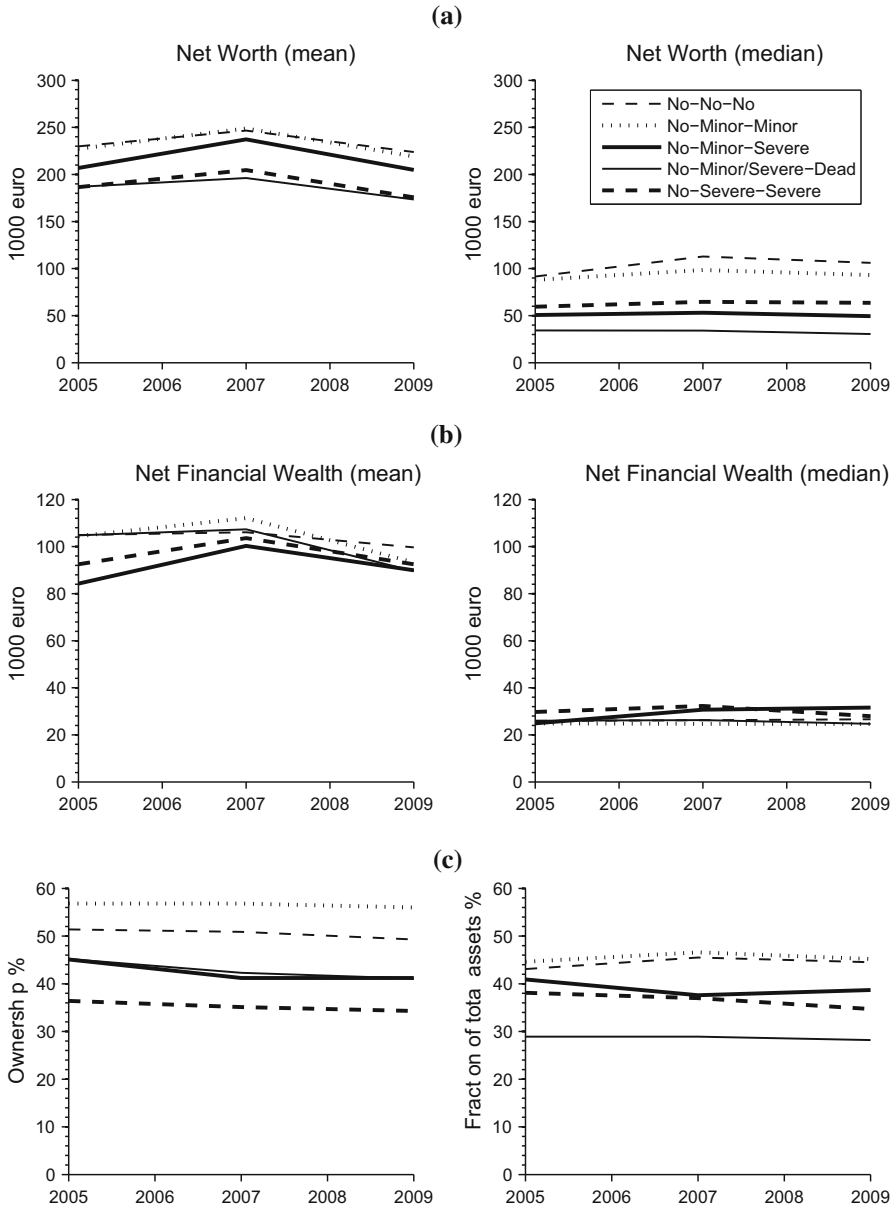 (a)
Net Worth (mean)
300
250
200
150
100
50
0
1000 euro
2005 2006 2007 2008 2009
Net Worth (median)
300
250
200
150
100
50
0
1000 euro
2005 2006 2007 2008 2009
No−No−No
No−Minor−Minor
No−Minor−Severe
No−Minor/Severe−Dead
No−Severe−Severe
(b)
Net Financial Wealth (mean)
120
100
80
60
40
20
0
1000 euro
2005 2006 2007 2008 2009
Net Financial Wealth (median)
120
100
80
60
40
20
0
1000 euro
2005 2006 2007 2008 2009
(c)
60
50
40
30
20
10
0
Ownersh p %
2005 2006 2007 2008 2009
60
50
40
30
20
10
0
Fract on of tota assets %
2005 2006 2007 2008 2009